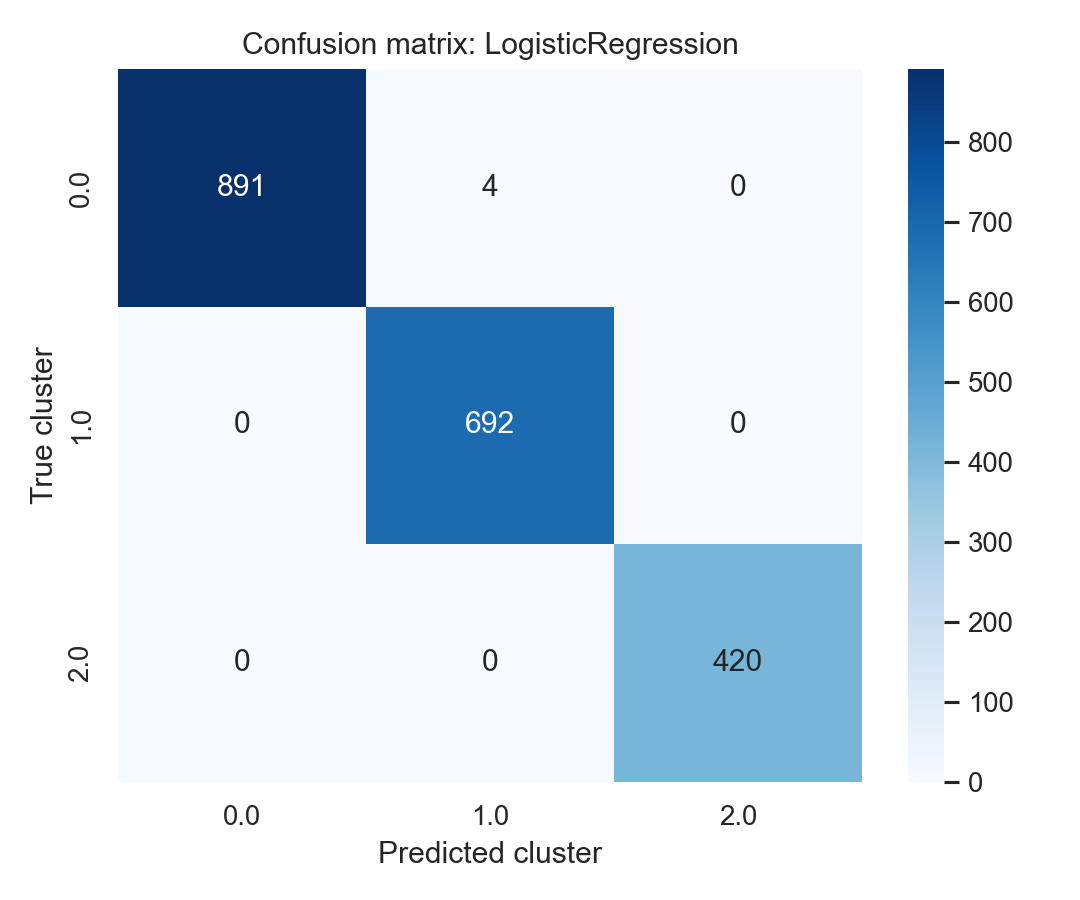 Confusion matrix: LogisticRegression
891 4 0
0 692 0
0 0 420
0.0
1.0
2.0
True cluster
0.0 1.0 2.0
Predicted cluster
800
700
600
500
400
300
200
100
0